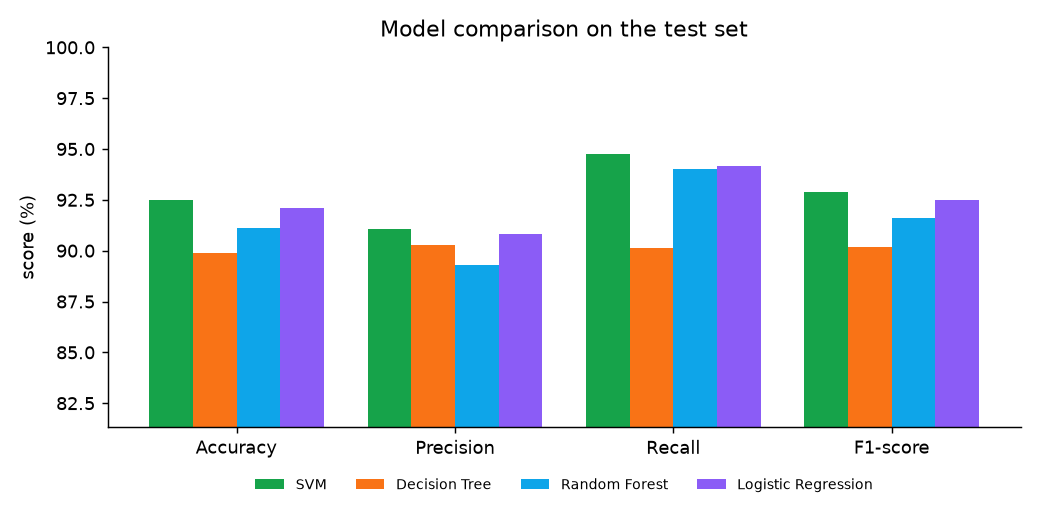 Model comparison on the test set
score (%)
100.0
97.5
95.0
92.5
90.0
87.5
85.0
82.5
Accuracy Precision Recall F1-score
SVM Decision Tree Random Forest Logistic Regression